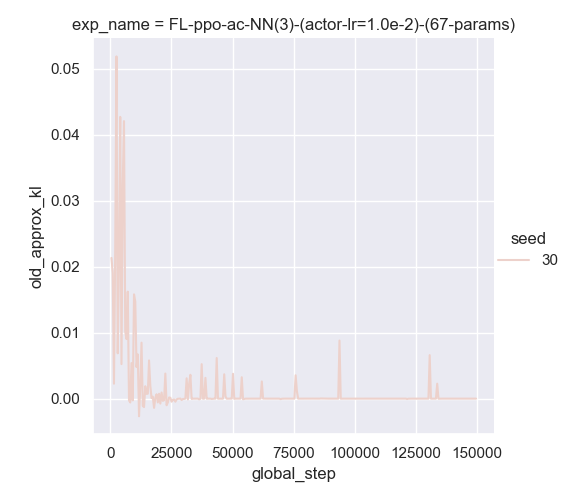 exp_name = FL-ppo-ac-NN(3)-(actor-lr=1.0e-2)-(67-params)
0.05
0.04
0.03
0.02
0.01
0.00
old_approx_kl
seed
30
0 25000 50000 75000 100000 125000 150000
global_step